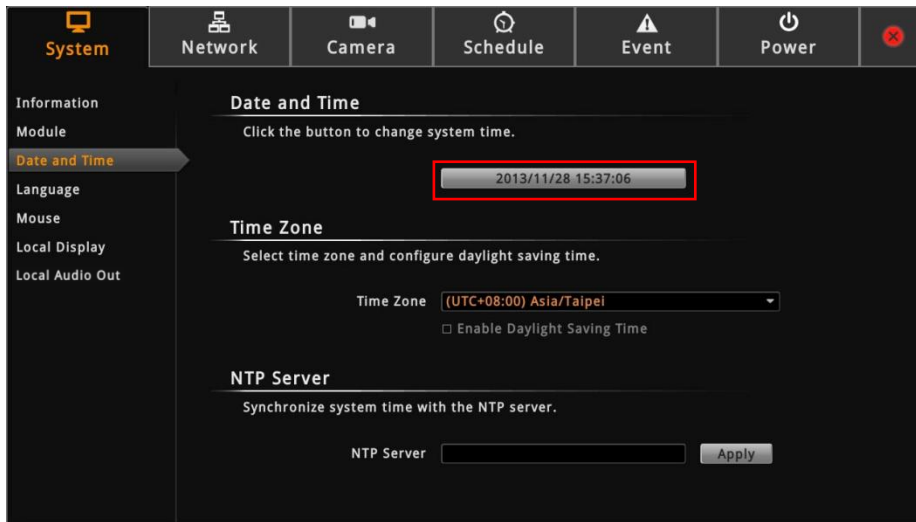 System
Network
Camera
Schedule
Event
Power
Information
Module
Date and Time
Language
Mouse
Local Display
Local Audio Out
Date and Time
Click the button to change system time.
2013/11/28 15:37:06
Time Zone
Select time zone and configure daylight saving time.
Time Zone (UTC+08:00) Asia/Taipei
Enable Daylight Saving Time
NTP Server
Synchronize system time with the NTP server.
NTP Server Apply